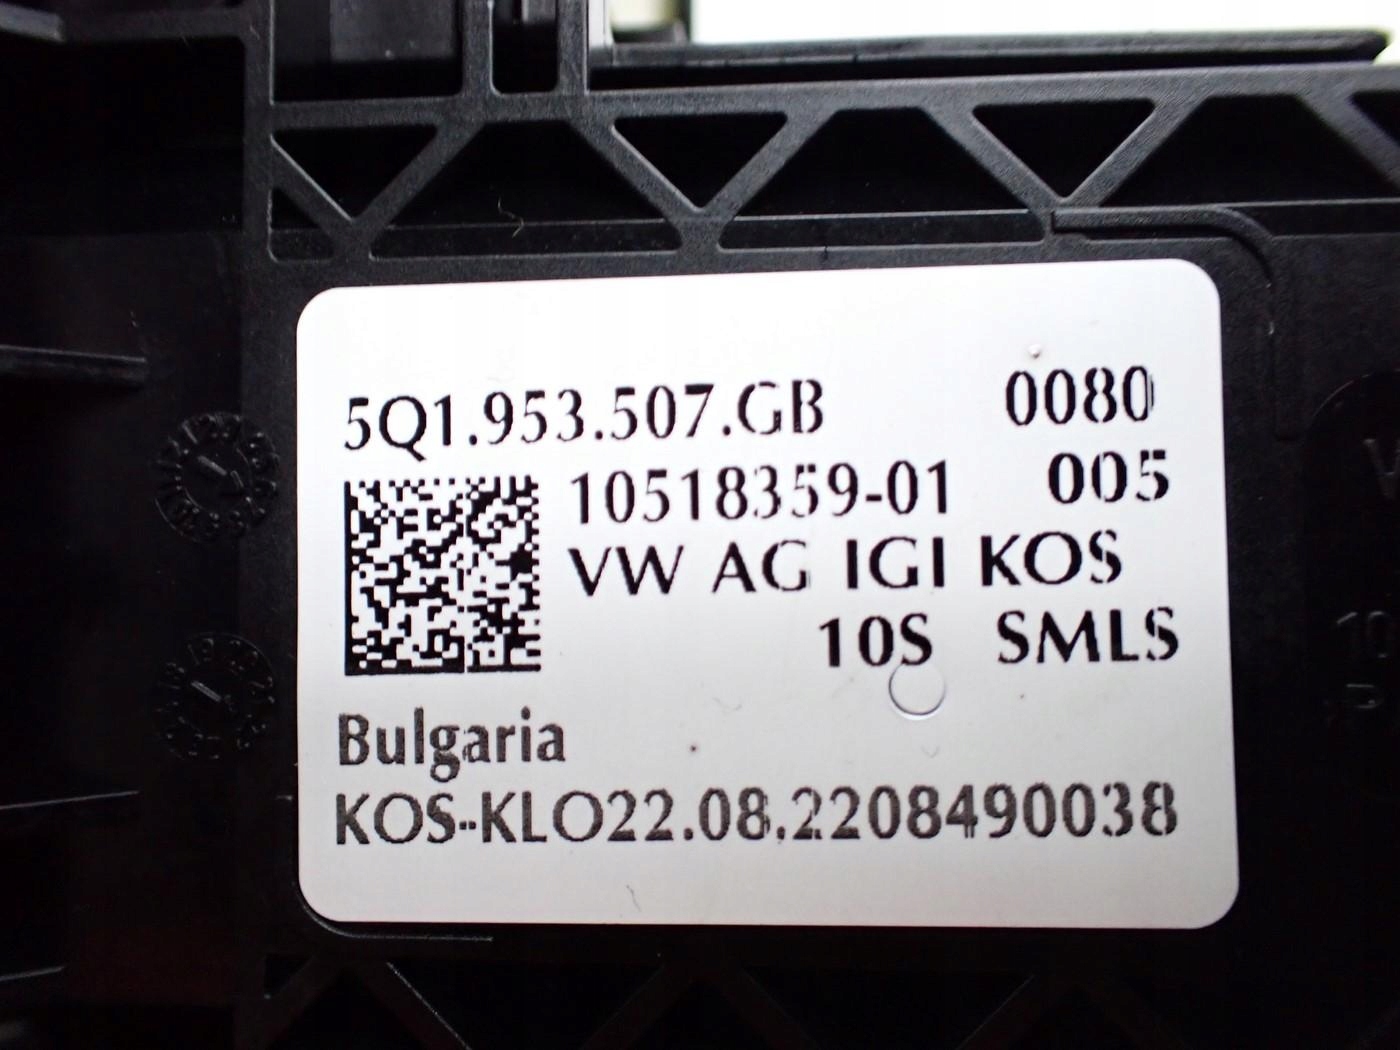 5Q1.953.507.GB 0080
10518359-01 005
VW AG IGI KOS
10S SMLS
Bulgaria
KOS-KLO22.08.2208490038